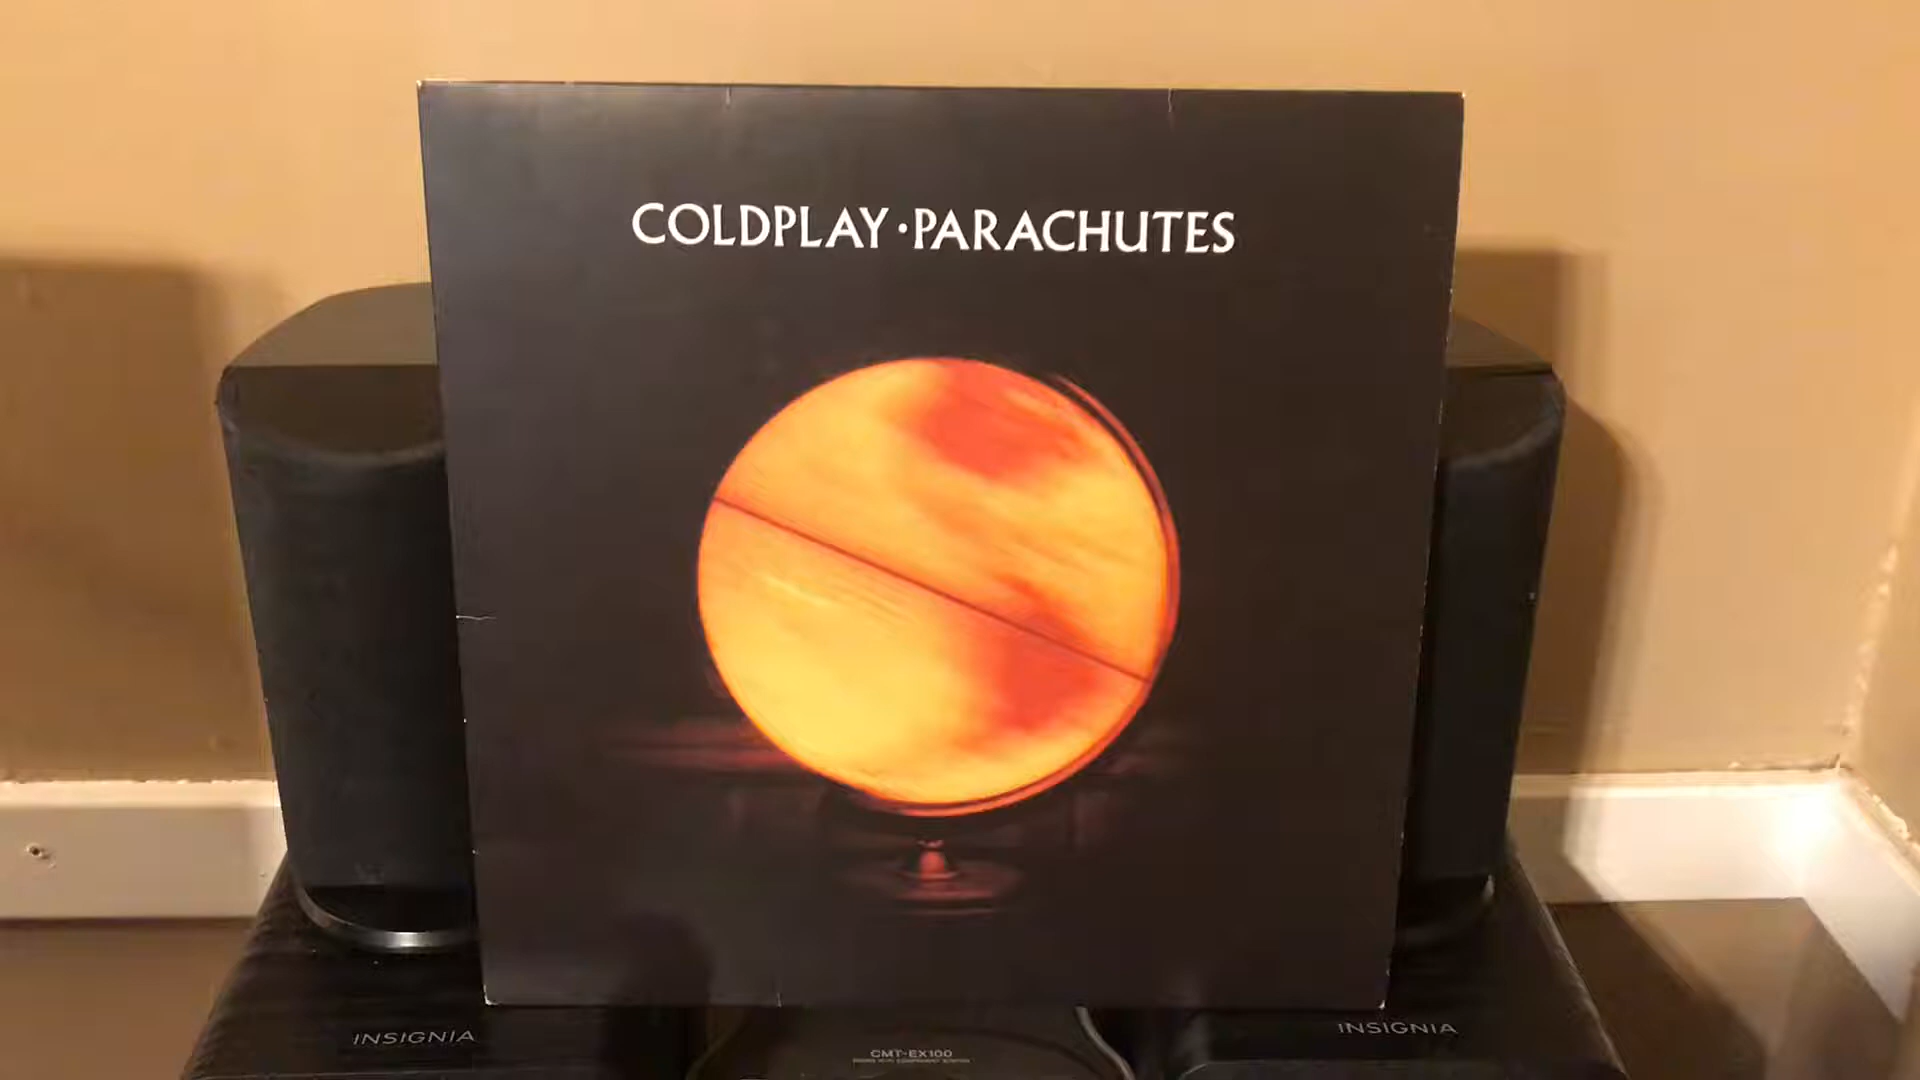 COLDPLAY·PARACHUTES
INSIGNIA
INSIGNIA
CMT-EX100